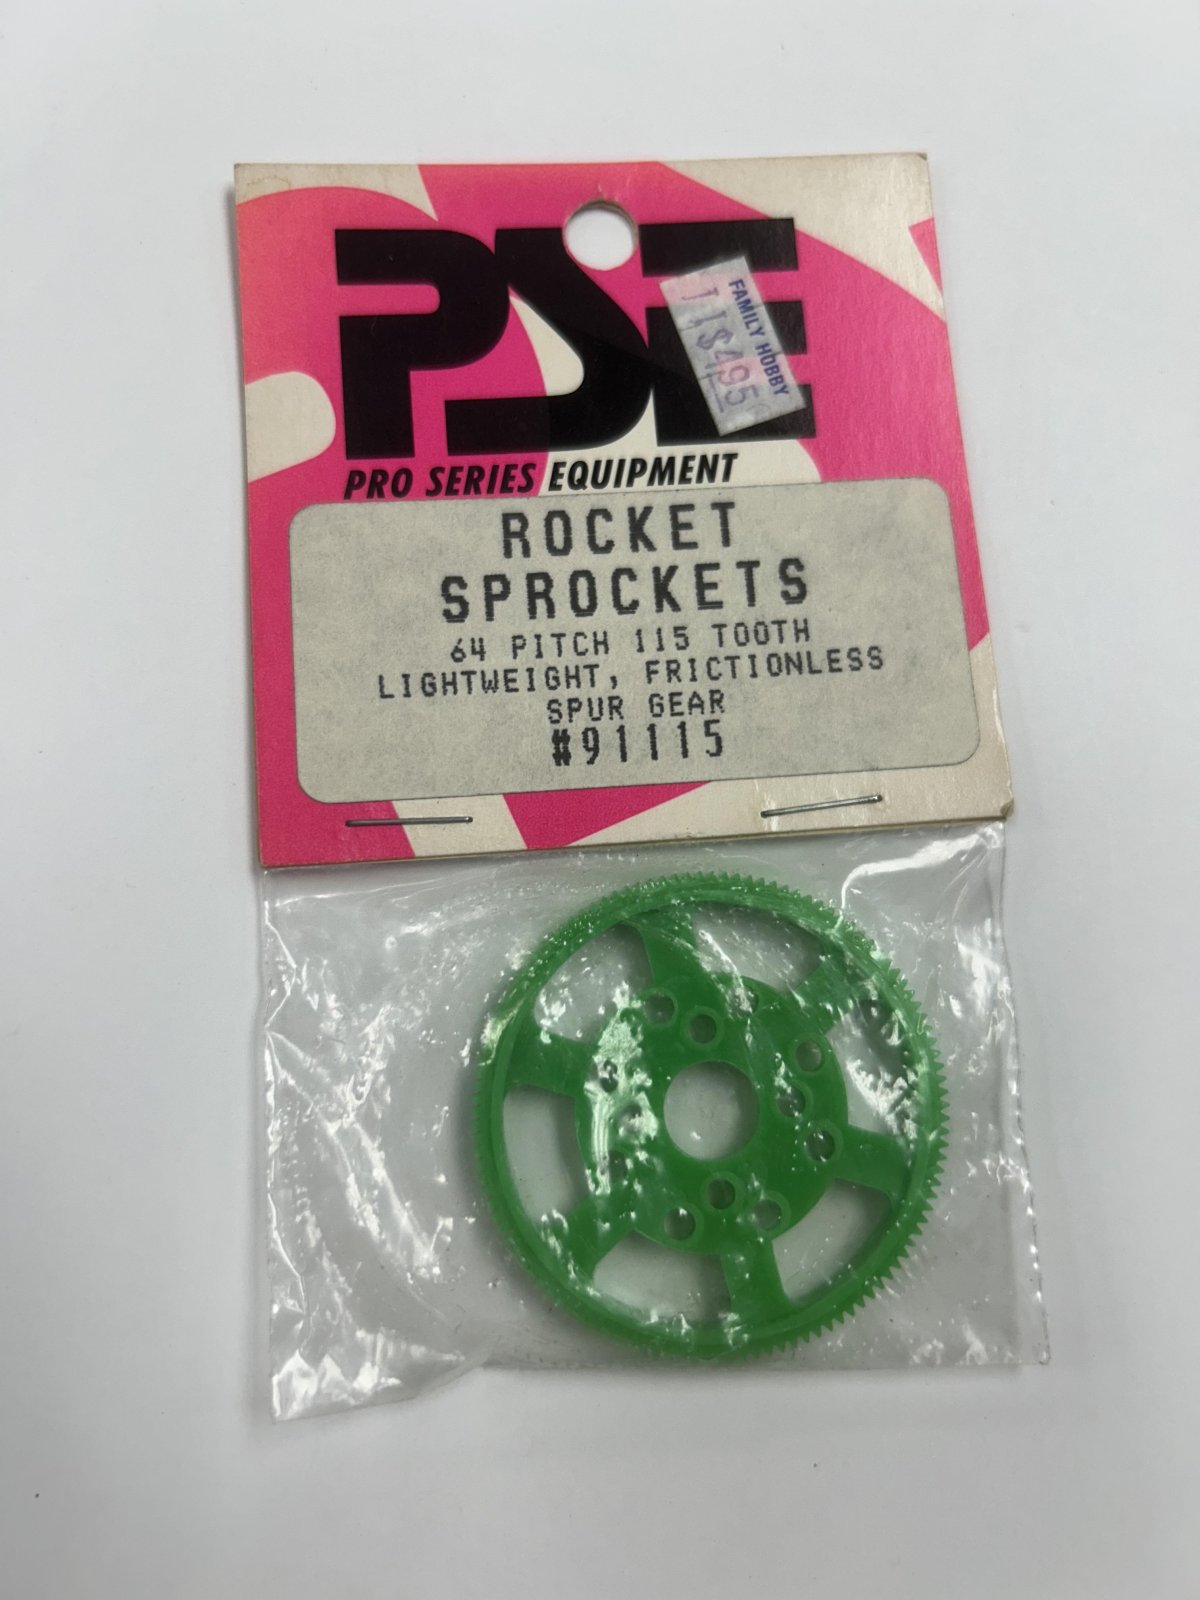 PSE
FAMILY HOBBY
$4.95
PRO SERIES EQUIPMENT
ROCKET
SPROCKETS
64 PITCH 115 TOOTH
LIGHTWEIGHT, FRICTIONLESS
SPUR GEAR
#91115